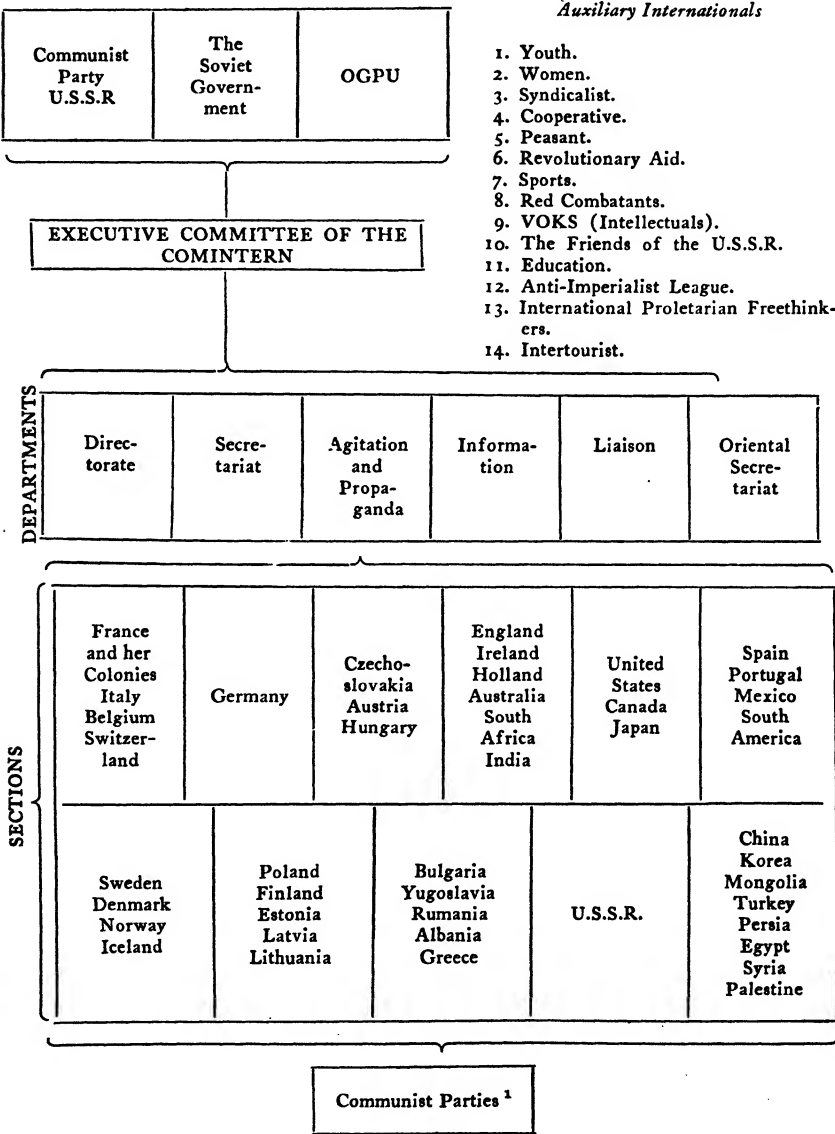 Communist
Party
U.S.S.R
The
Soviet
Govern-
ment
OGPU
Auxiliary Internationals
1. Youth.
2. Women.
3. Syndicalist.
4. Cooperative.
5. Peasant.
6. Revolutionary Aid.
7. Sports.
8. Red Combatants.
9. VOKS (Intellectuals).
10. The Friends of the U.S.S.R.
11. Education.
12. Anti-Imperialist League.
13. International Proletarian Freethink-
ers.
14. Intertourist.
EXECUTIVE COMMITTEE OF THE
COMINTERN
DEPARTMENTS
Direc-
torate
Secre-
tariat
Agitation
and
Propa-
ganda
Informa-
tion
Liaison
Oriental
Secre-
tariat
SECTIONS
France
and her
Colonies
Italy
Belgium
Switzer-
land
Germany
Czecho-
slovakia
Austria
Hungary
England
Ireland
Holland
Australia
South
Africa
India
United
States
Canada
Japan
Spain
Portugal
Mexico
South
America
Sweden
Denmark
Norway
Iceland
Poland
Finland
Estonia
Latvia
Lithuania
Bulgaria
Yugoslavia
Rumania
Albania
Greece
U.S.S.R.
China
Korea
Mongolia
Turkey
Persia
Egypt
Syria
Palestine
Communist Parties 1